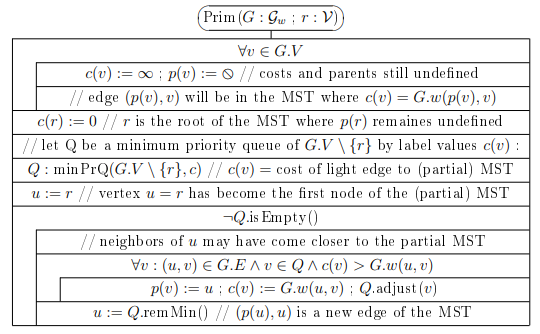 Prim(G : 𝒢_w ; r : 𝒱)
∀v ∈ G.V
c(v) := ∞ ; p(v) := ⦸ // costs and parents still undefined
// edge (p(v), v) will be in the MST where c(v) = G.w(p(v), v)
c(r) := 0 // r is the root of the MST where p(r) remaines undefined
// let Q be a minimum priority queue of G.V \ {r} by label values c(v) :
Q : minPrQ(G.V \ {r}, c) // c(v) = cost of light edge to (partial) MST
u := r // vertex u = r has become the first node of the (partial) MST
¬Q.isEmpty()
// neighbors of u may have come closer to the partial MST
∀v : (u, v) ∈ G.E ∧ v ∈ Q ∧ c(v) > G.w(u, v)
p(v) := u ; c(v) := G.w(u, v) ; Q.adjust(v)
u := Q.remMin() // (p(u), u) is a new edge of the MST